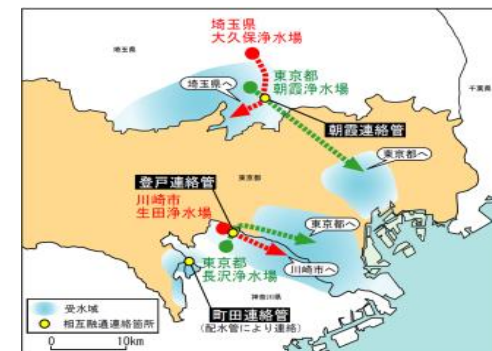 埼玉県
大久保浄水場
埼玉県
東京都
朝霞浄水場
埼玉県へ
千葉県
朝霞連絡管
東京都へ
登戸連絡管
東京都
川崎市
生田浄水場
東京都へ
東京都
長沢浄水場
川崎市へ
神奈川県
町田連絡管
(配水管により連絡)
受水域
相互融通連絡箇所
0 10km